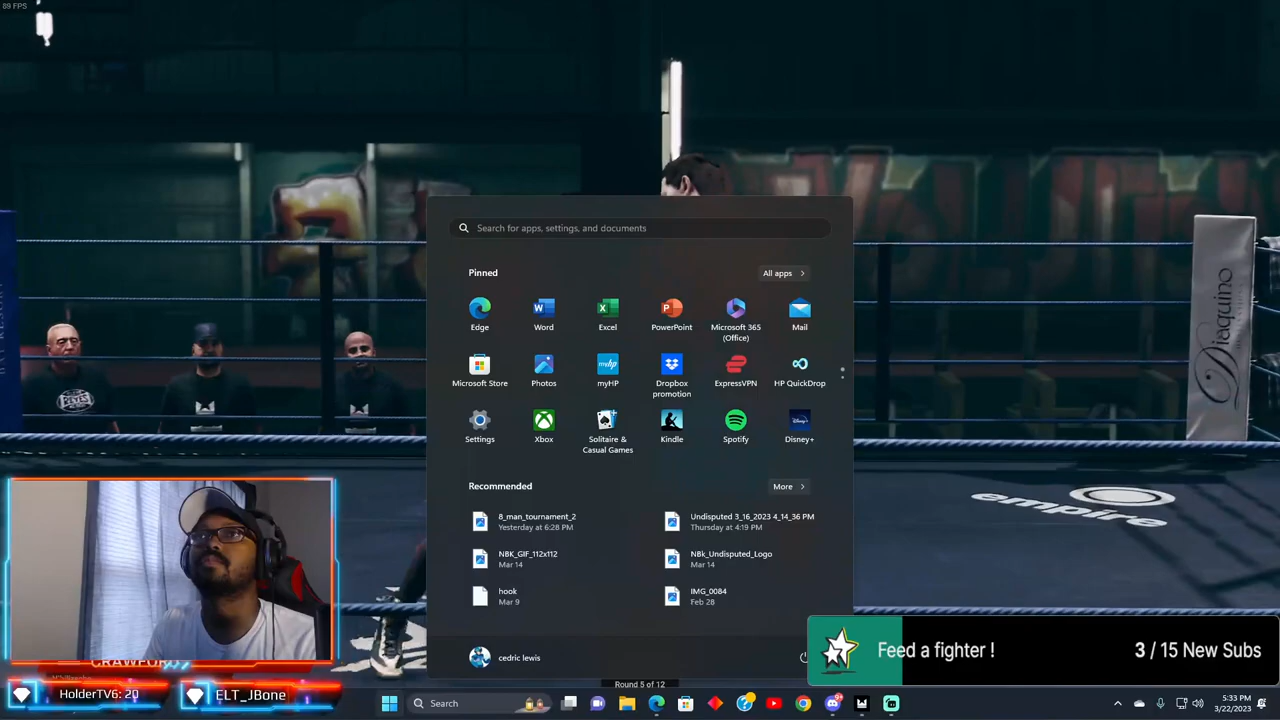 89 FPS
Search for apps, settings, and documents
Pinned
All apps
Edge
Word
Excel
PowerPoint
Microsoft 365
(Office)
Mail
Microsoft Store
Photos
myHP
Dropbox
promotion
ExpressVPN
HP QuickDrop
Settings
Xbox
Solitaire &
Casual Games
Kindle
Spotify
Disney+
Recommended
More
8_man_tournament_2
Yesterday at 6:28 PM
Undisputed 3_16_2023 4_14_36 PM
Thursday at 4:19 PM
NBK_GIF_112x112
Mar 14
NBk_Undisputed_Logo
Mar 14
hook
Mar 9
IMG_0084
Feb 28
cedric lewis
Diaquino
empire
Feed a fighter !
3 / 15 New Subs
CRAWFORD
HolderTV6: 20
ELT_JBone
Round 5 of 12
Search
5:33 PM
3/22/2023